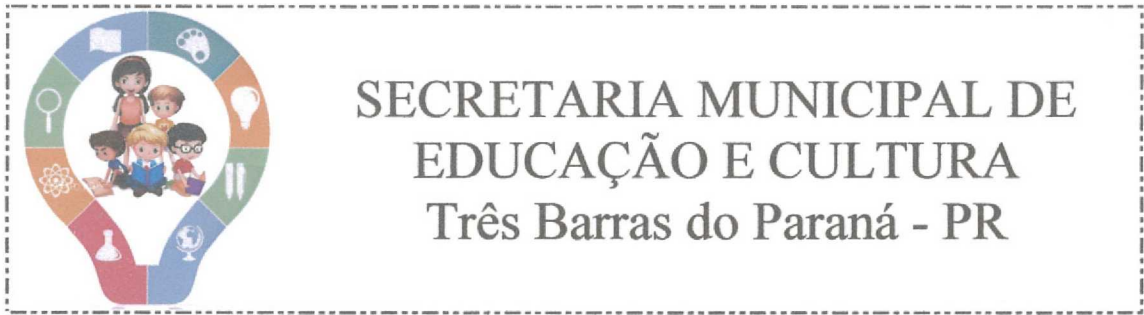 SECRETARIA MUNICIPAL DE
EDUCAÇÃO E CULTURA
Três Barras do Paraná - PR